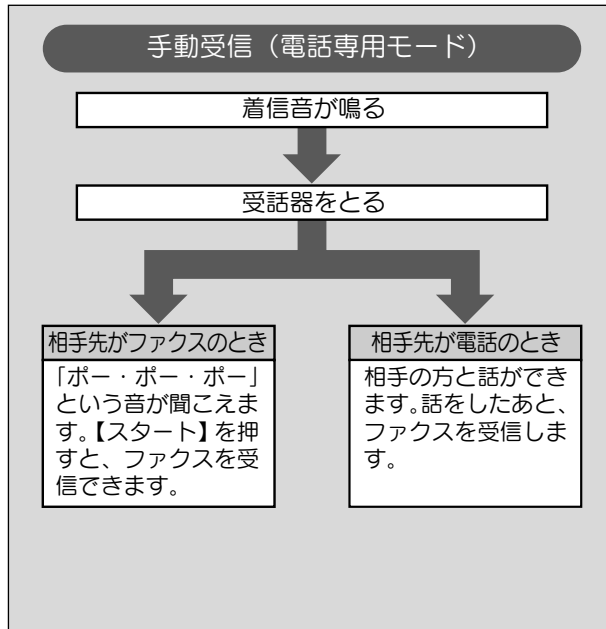 手動受信（電話専用モード）
着信音が鳴る
受話器をとる
相手先がファクスのとき
「ポー・ポー・ポー」
という音が聞こえま
す。【スタート】を押
すと、ファクスを受
信できます。
相手先が電話のとき
相手の方と話ができ
ます。話をしたあと、
ファクスを受信しま
す。